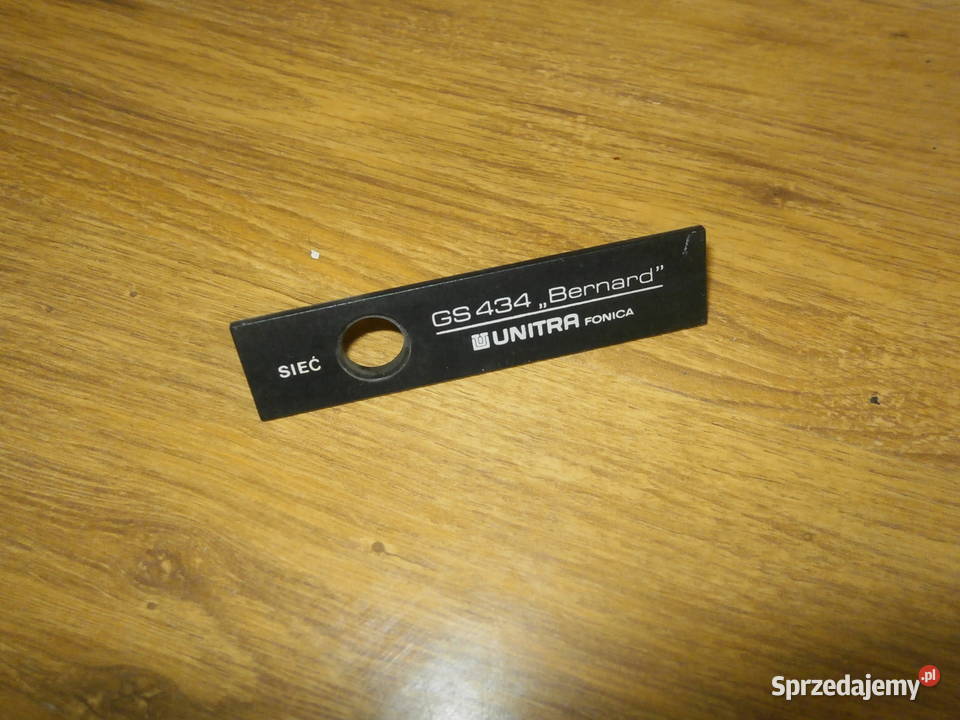 SIEĆ
GS 434 „Bernard”
UNITRA FONICA
Sprzedajemy.pl